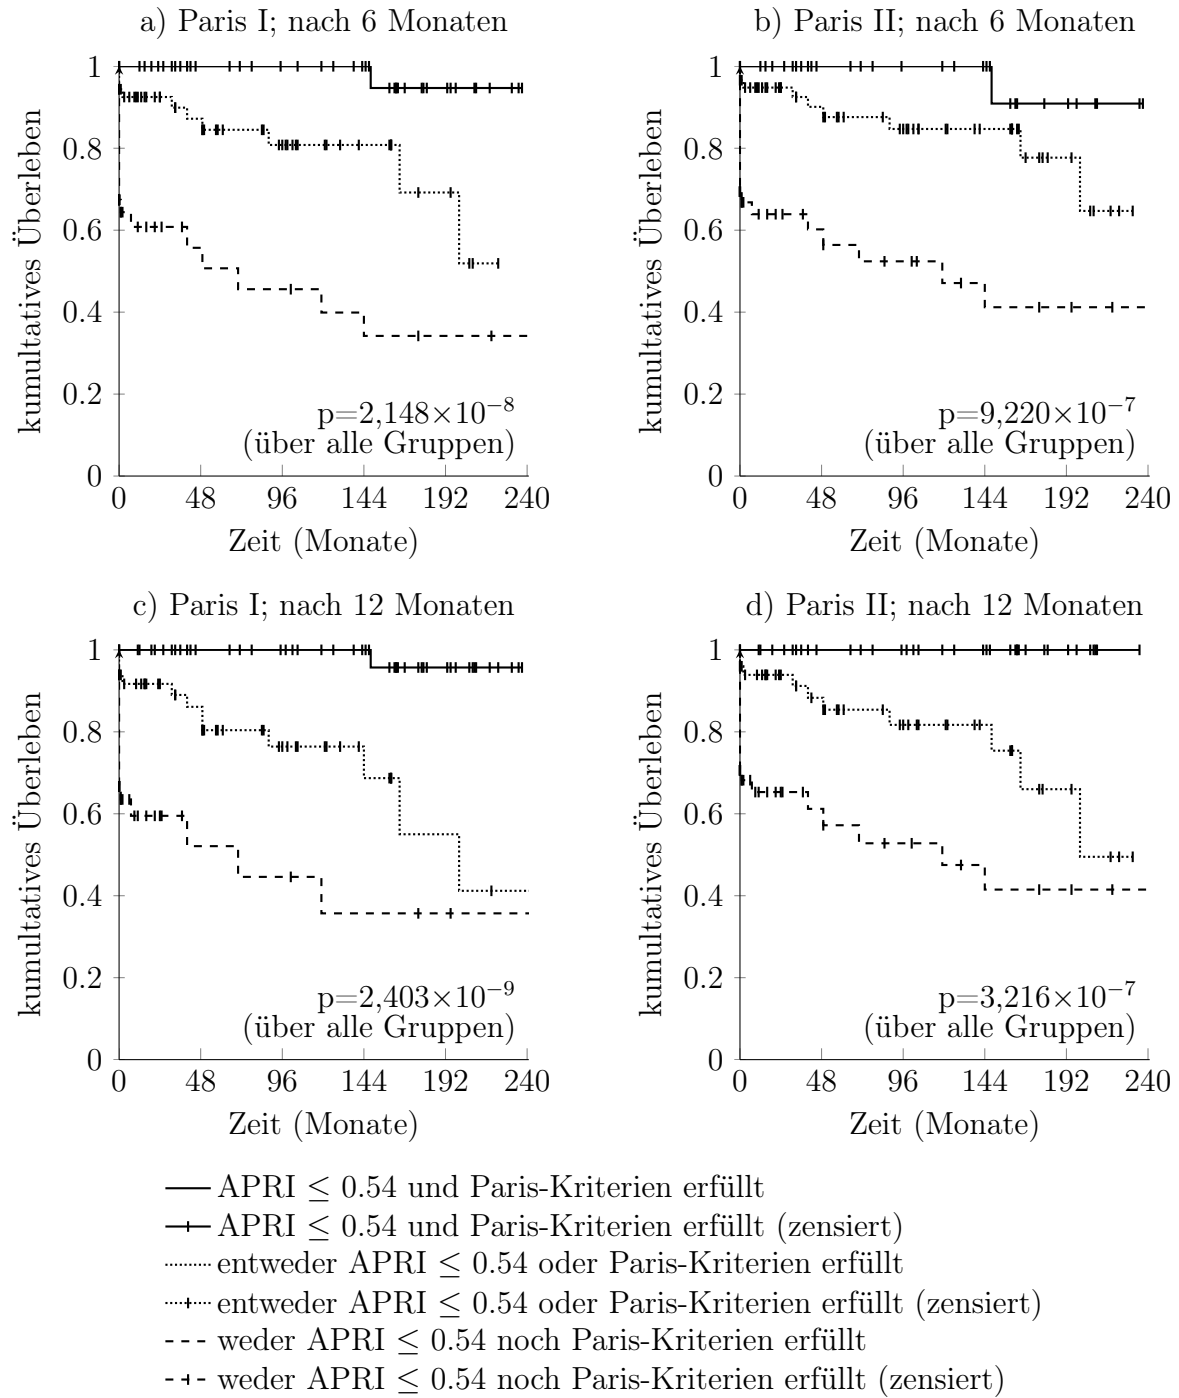 a) Paris I; nach 6 Monaten
b) Paris II; nach 6 Monaten
kumultatives Überleben
1
0.8
0.6
0.4
0.2
0
p=2,148×10⁻⁸
(über alle Gruppen)
0 48 96 144 192 240
Zeit (Monate)
kumultatives Überleben
1
0.8
0.6
0.4
0.2
0
p=9,220×10⁻⁷
(über alle Gruppen)
0 48 96 144 192 240
Zeit (Monate)
c) Paris I; nach 12 Monaten
d) Paris II; nach 12 Monaten
kumultatives Überleben
1
0.8
0.6
0.4
0.2
0
p=2,403×10⁻⁹
(über alle Gruppen)
0 48 96 144 192 240
Zeit (Monate)
kumultatives Überleben
1
0.8
0.6
0.4
0.2
0
p=3,216×10⁻⁷
(über alle Gruppen)
0 48 96 144 192 240
Zeit (Monate)
APRI ≤ 0.54 und Paris-Kriterien erfüllt
APRI ≤ 0.54 und Paris-Kriterien erfüllt (zensiert)
entweder APRI ≤ 0.54 oder Paris-Kriterien erfüllt
entweder APRI ≤ 0.54 oder Paris-Kriterien erfüllt (zensiert)
weder APRI ≤ 0.54 noch Paris-Kriterien erfüllt
weder APRI ≤ 0.54 noch Paris-Kriterien erfüllt (zensiert)